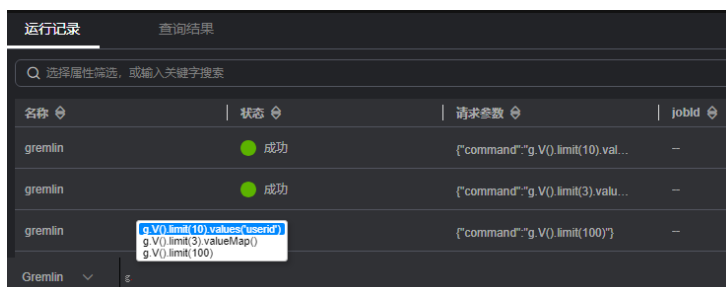 运行记录 查询结果
选择属性筛选，或输入关键字搜索
名称 状态 请求参数 jobId
gremlin 成功 {"command":"g.V().limit(10).val... --
gremlin 成功 {"command":"g.V().limit(3).valu... --
gremlin {"command":"g.V().limit(100)"} --
g.V().limit(10).values('userid')
g.V().limit(3).valueMap()
g.V().limit(100)
Gremlin g